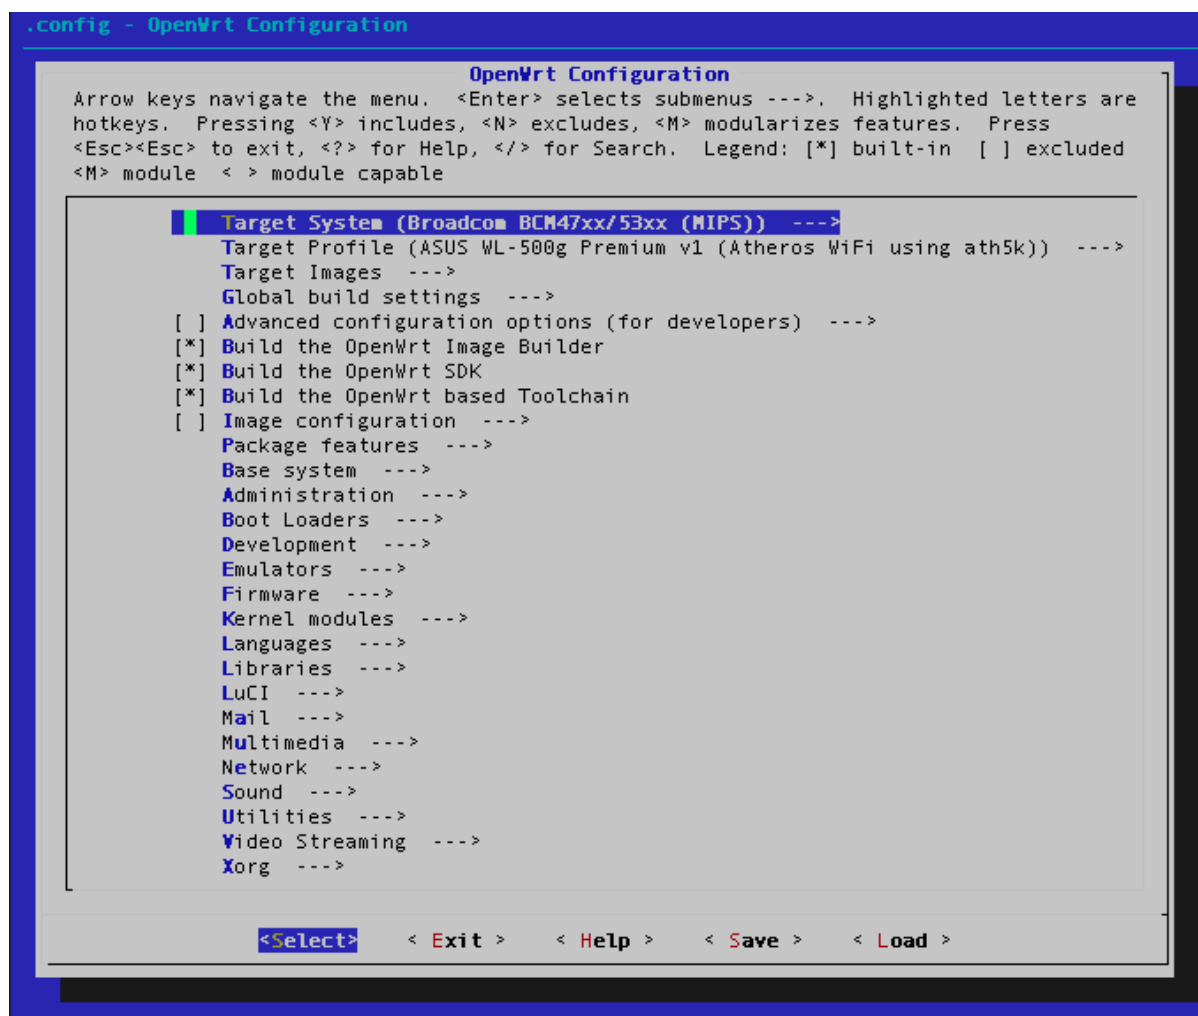 .config - OpenWrt Configuration
OpenWrt Configuration
Arrow keys navigate the menu.  <Enter> selects submenus --->.  Highlighted letters are
hotkeys.  Pressing <Y> includes, <N> excludes, <M> modularizes features.  Press
<Esc><Esc> to exit, <?> for Help, </> for Search.  Legend: [*] built-in  [ ] excluded
<M> module  < > module capable
Target System (Broadcom BCM47xx/53xx (MIPS))  --->
Target Profile (ASUS WL-500g Premium v1 (Atheros WiFi using ath5k))  --->
Target Images  --->
Global build settings  --->
[ ] Advanced configuration options (for developers)  --->
[*] Build the OpenWrt Image Builder
[*] Build the OpenWrt SDK
[*] Build the OpenWrt based Toolchain
[ ] Image configuration  --->
Package features  --->
Base system  --->
Administration  --->
Boot Loaders  --->
Development  --->
Emulators  --->
Firmware  --->
Kernel modules  --->
Languages  --->
Libraries  --->
LuCI  --->
Mail  --->
Multimedia  --->
Network  --->
Sound  --->
Utilities  --->
Video Streaming  --->
Xorg  --->
<Select>    < Exit >    < Help >    < Save >    < Load >